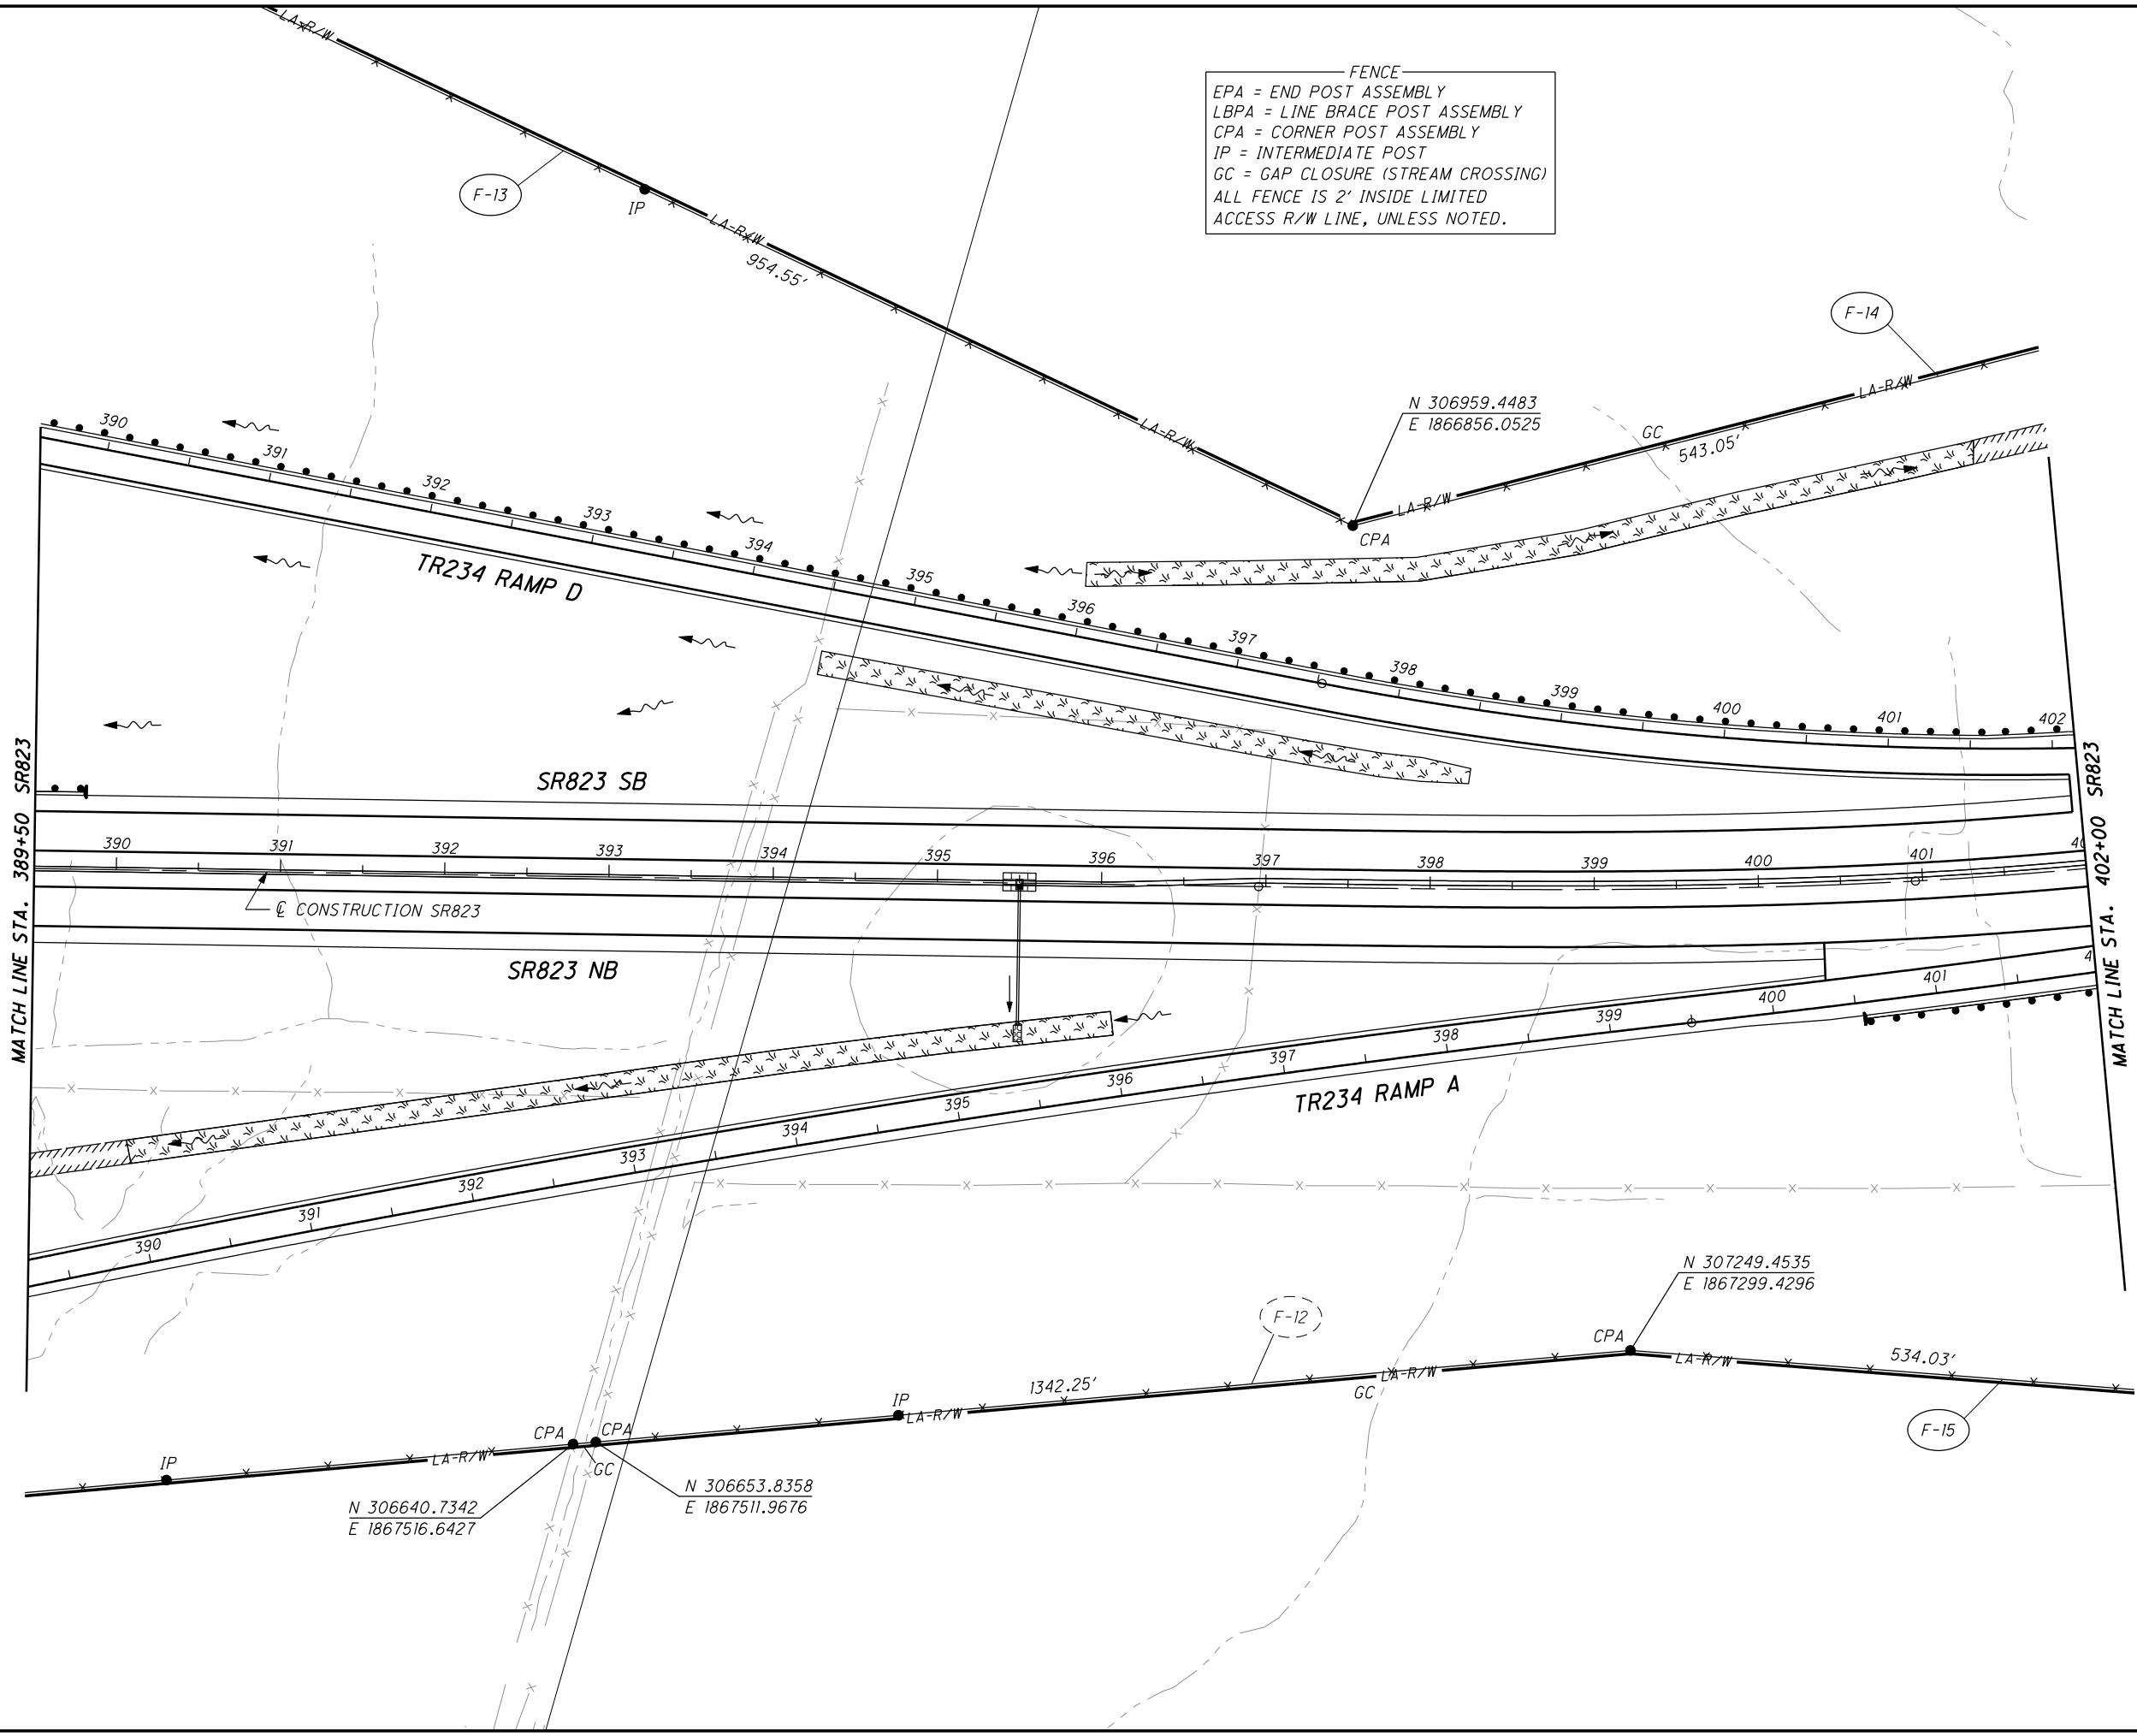 LA-R/W
FENCE
EPA = END POST ASSEMBLY
LBPA = LINE BRACE POST ASSEMBLY
CPA = CORNER POST ASSEMBLY
IP = INTERMEDIATE POST
GC = GAP CLOSURE (STREAM CROSSING)
ALL FENCE IS 2' INSIDE LIMITED
ACCESS R/W LINE, UNLESS NOTED.
F-13
IP
LA-R/W
954.55'
F-14
LA-R/W
N 306959.4483
E 1866856.0525
LA-R/W
GC
543.05'
LA-R/W
CPA
390
391
392
393
394
395
396
397
398
399
400
401
402
TR234 RAMP D
SR823 SB
MATCH LINE STA. 389+50 SR823
MATCH LINE STA. 402+00 SR823
390
391
392
393
394
395
396
397
398
399
400
401
40
℄ CONSTRUCTION SR823
SR823 NB
4
401
400
399
398
397
396
395
394
393
392
391
390
TR234 RAMP A
N 307249.4535
E 1867299.4296
F-12
CPA
LA-R/W
534.03'
F-15
1342.25'
LA-R/W
GC
IP
LA-R/W
CPA
CPA
LA-R/W
IP
GC
N 306653.8358
E 1867511.9676
N 306640.7342
E 1867516.6427